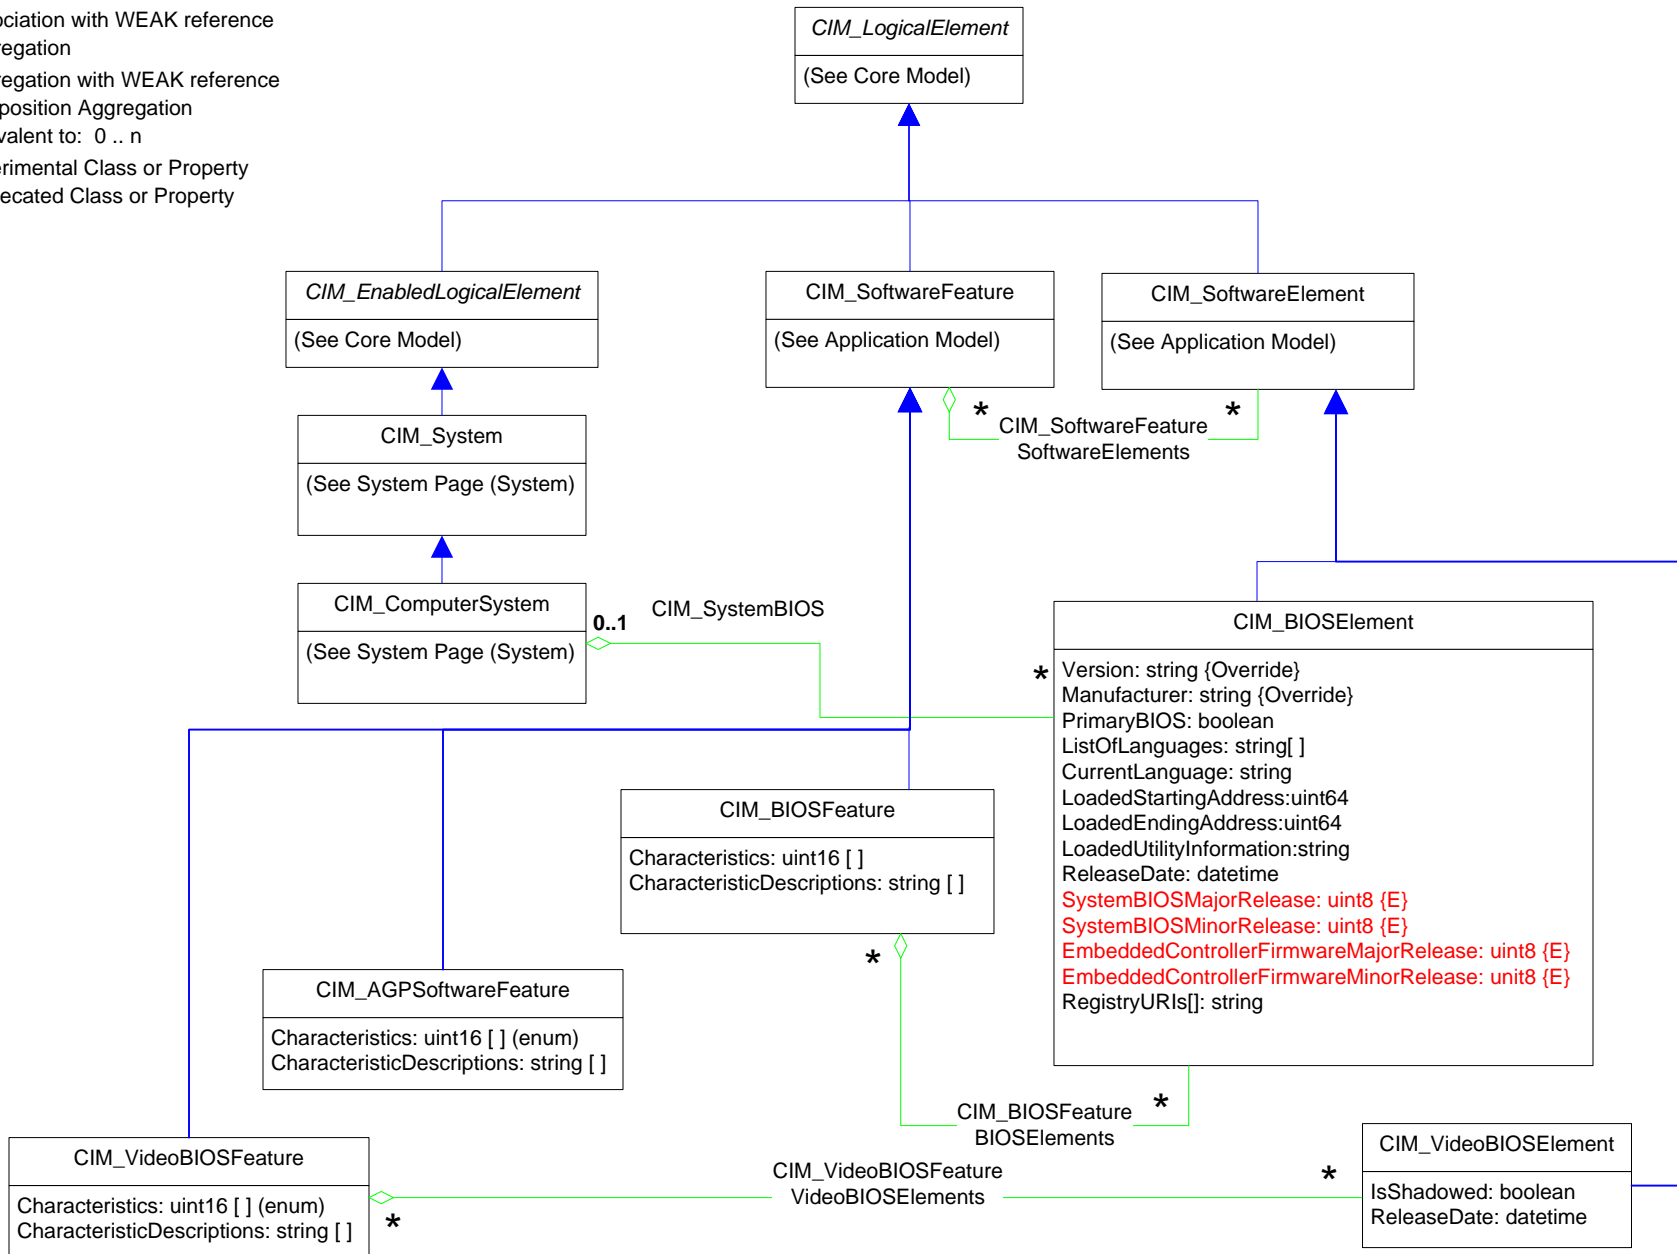 ociation with WEAK reference
regation
regation with WEAK reference
position Aggregation
valent to: 0 .. n
erimental Class or Property
recated Class or Property
CIM_LogicalElement
(See Core Model)
CIM_EnabledLogicalElement
(See Core Model)
CIM_SoftwareFeature
(See Application Model)
CIM_SoftwareElement
(See Application Model)
*
*
CIM_SoftwareFeature
SoftwareElements
CIM_System
(See System Page (System)
CIM_ComputerSystem
(See System Page (System)
0..1
CIM_SystemBIOS
*
CIM_BIOSElement
Version: string {Override}
Manufacturer: string {Override}
PrimaryBIOS: boolean
ListOfLanguages: string[ ]
CurrentLanguage: string
LoadedStartingAddress:uint64
LoadedEndingAddress:uint64
LoadedUtilityInformation:string
ReleaseDate: datetime
SystemBIOSMajorRelease: uint8 {E}
SystemBIOSMinorRelease: uint8 {E}
EmbeddedControllerFirmwareMajorRelease: uint8 {E}
EmbeddedControllerFirmwareMinorRelease: unit8 {E}
RegistryURIs[]: string
CIM_BIOSFeature
Characteristics: uint16 [ ]
CharacteristicDescriptions: string [ ]
*
CIM_AGPSoftwareFeature
Characteristics: uint16 [ ] (enum)
CharacteristicDescriptions: string [ ]
CIM_BIOSFeature
BIOSElements
*
CIM_VideoBIOSFeature
Characteristics: uint16 [ ] (enum)
CharacteristicDescriptions: string [ ]
*
CIM_VideoBIOSFeature
VideoBIOSElements
*
CIM_VideoBIOSElement
IsShadowed: boolean
ReleaseDate: datetime